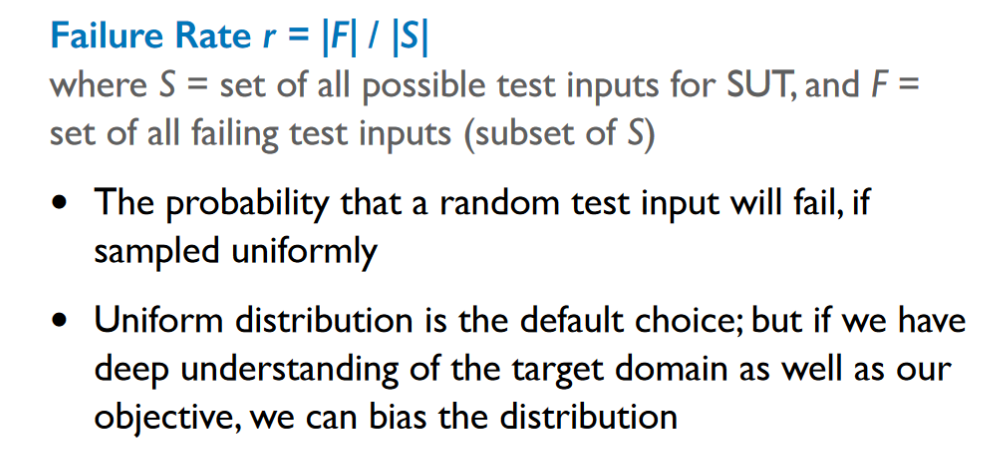 Failure Rate r = |F| / |S|
where S = set of all possible test inputs for SUT, and F =
set of all failing test inputs (subset of S)
• The probability that a random test input will fail, if
sampled uniformly
• Uniform distribution is the default choice; but if we have
deep understanding of the target domain as well as our
objective, we can bias the distribution